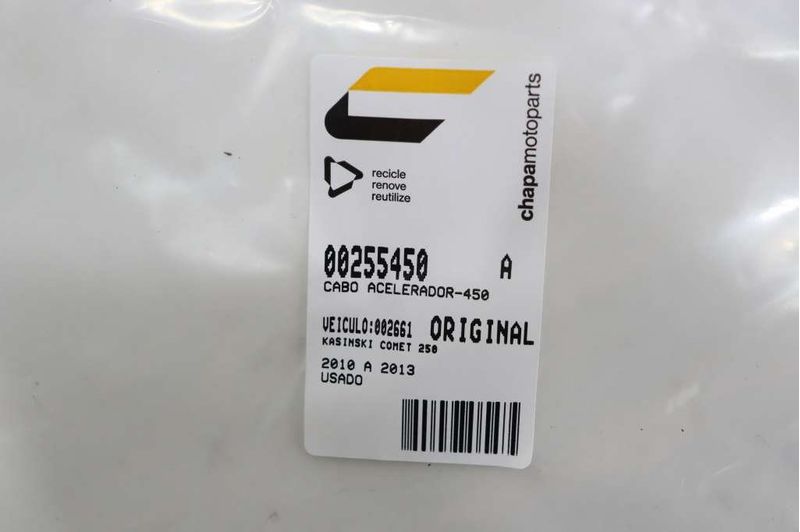 chapamotoparts
recicle
renove
reutilize
00255450 A
CABO ACELERADOR-450
VEICULO:002661 ORIGINAL
KASINSKI COMET 250
2010 A 2013
USADO